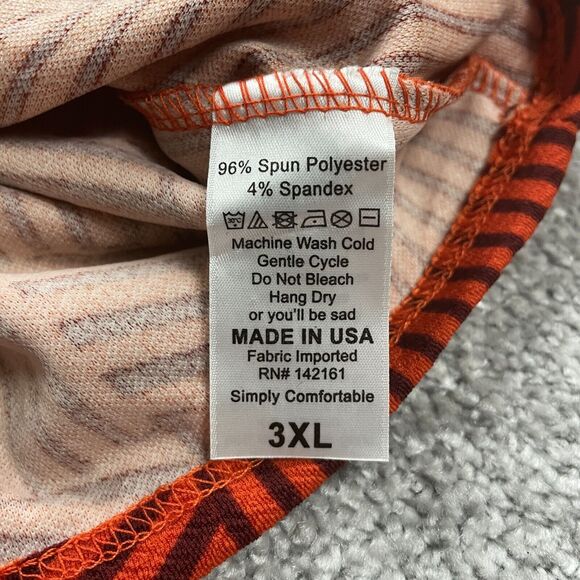 96% Spun Polyester
4% Spandex
30°C
Machine Wash Cold
Gentle Cycle
Do Not Bleach
Hang Dry
or you'll be sad
MADE IN USA
Fabric Imported
RN# 142161
Simply Comfortable
3XL